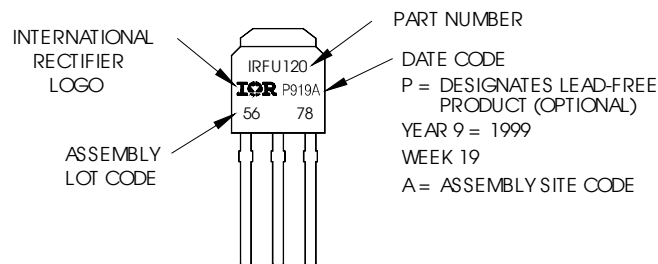 INTERNATIONAL
RECTIFIER
LOGO
PART NUMBER
IRFU120
IOR P919A
56 78
DATE CODE
P = DESIGNATES LEAD-FREE
PRODUCT (OPTIONAL)
YEAR 9 = 1999
WEEK 19
A = ASSEMBLY SITE CODE
ASSEMBLY
LOT CODE